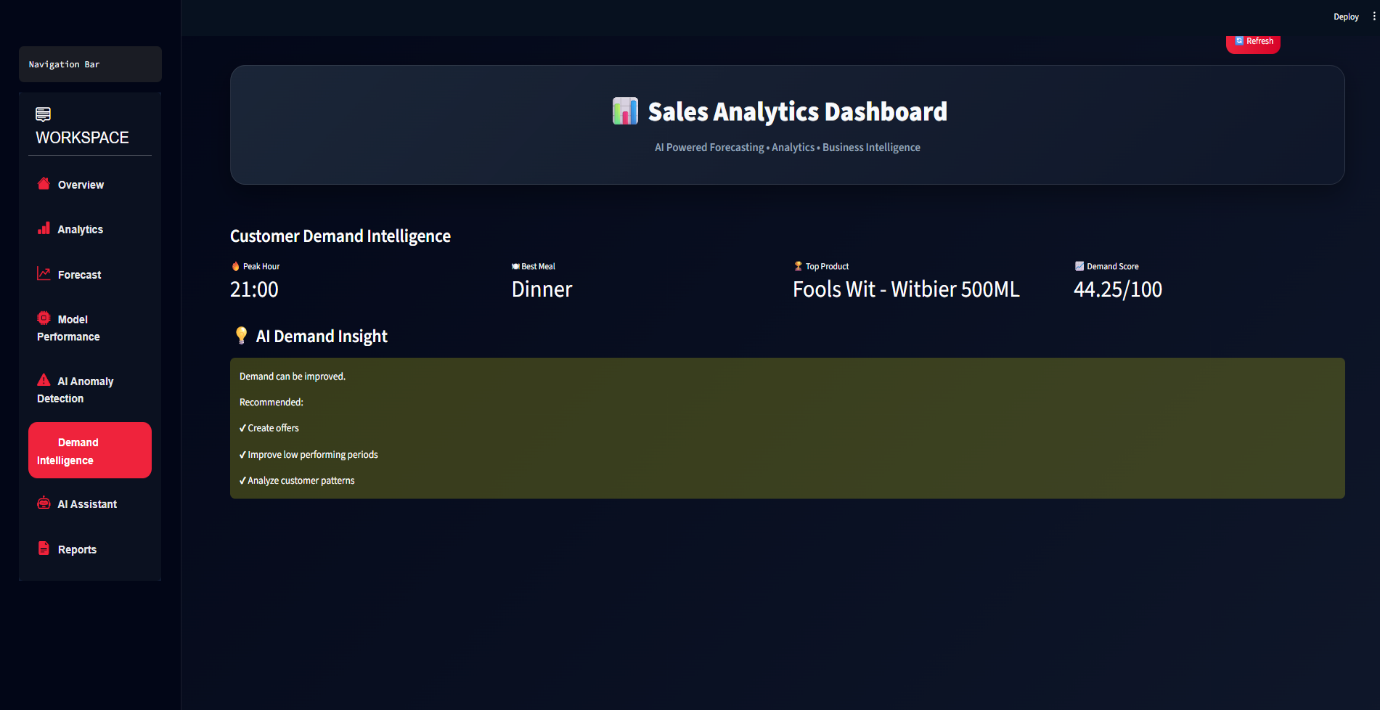 Deploy
Refresh
Navigation Bar
WORKSPACE
Overview
Analytics
Forecast
Model
Performance
AI Anomaly
Detection
Demand
Intelligence
AI Assistant
Reports
Sales Analytics Dashboard
AI Powered Forecasting • Analytics • Business Intelligence
Customer Demand Intelligence
Peak Hour
21:00
Best Meal
Dinner
Top Product
Fools Wit - Witbier 500ML
Demand Score
44.25/100
AI Demand Insight
Demand can be improved.
Recommended:
✔ Create offers
✔ Improve low performing periods
✔ Analyze customer patterns